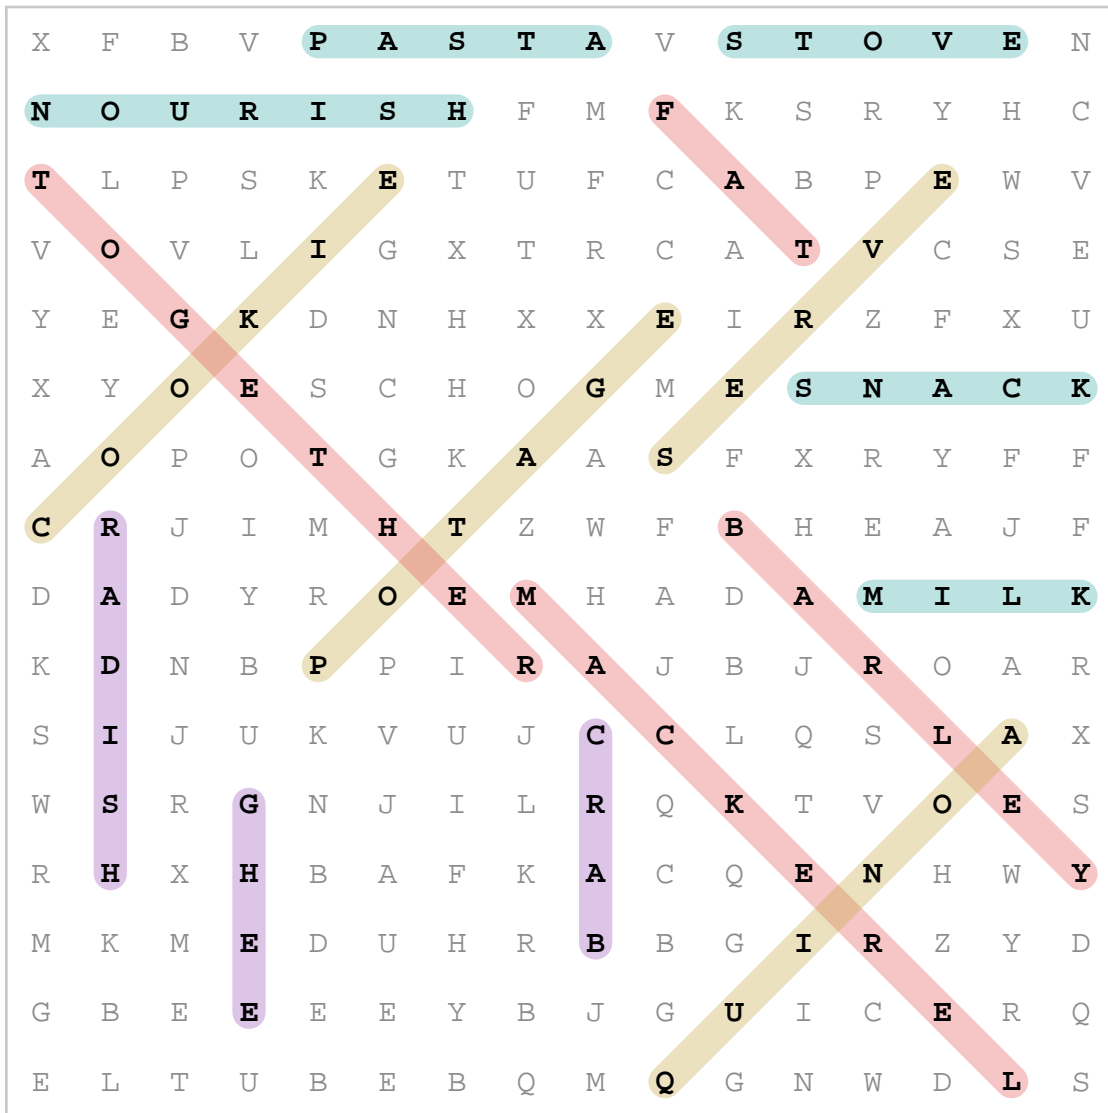 X F B V P A S T A V S T O V E N
N O U R I S H F M F K S R Y H C
T L P S K E T U F C A B P E W V
V O V L I G X T R C A T V C S E
Y E G K D N H X X E I R Z F X U
X Y O E S C H O G M E S N A C K
A O P O T G K A A S F X R Y F F
C R J I M H T Z W F B H E A J F
D A D Y R O E M H A D A M I L K
K D N B P P I R A J B J R O A R
S I J U K V U J C C L Q S L A X
W S R G N J I L R Q K T V O E S
R H X H B A F K A C Q E N H W Y
M K M E D U H R B B G I R Z Y D
G B E E E E Y B J G U I C E R Q
E L T U B E B Q M Q G N W D L S